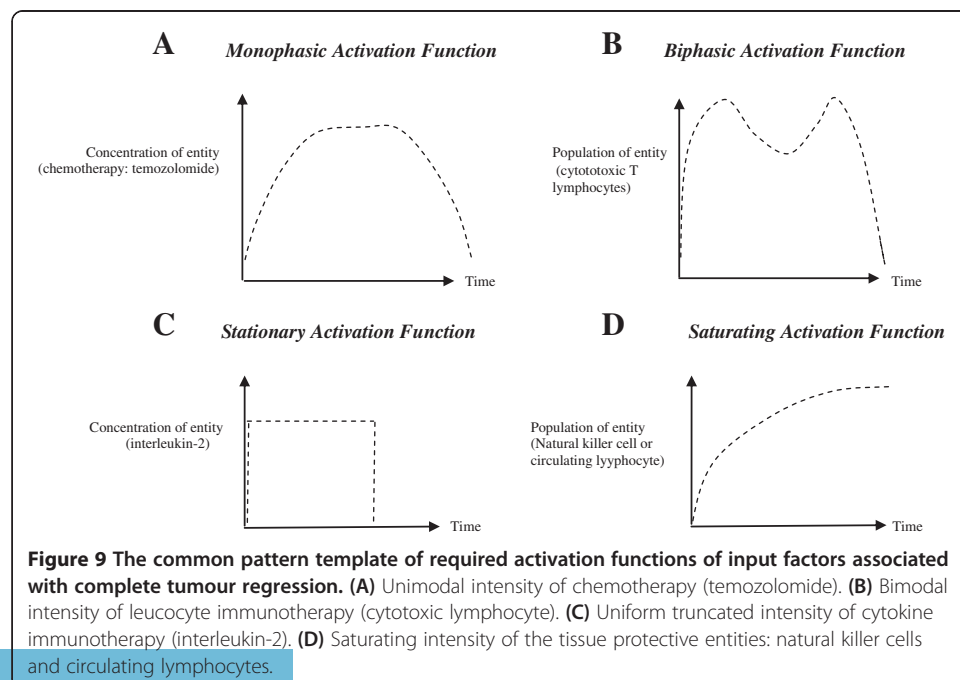 A
Monophasic Activation Function
Concentration of entity
(chemotherapy: temozolomide)
Time
B
Biphasic Activation Function
Population of entity
(cytototoxic T
lymphocytes)
Time
C
Stationary Activation Function
Concentration of entity
(interleukin-2)
Time
D
Saturating Activation Function
Population of entity
(Natural killer cell or
circulating lyyphocyte)
Time
Figure 9 The common pattern template of required activation functions of input factors associated
with complete tumour regression. (A) Unimodal intensity of chemotherapy (temozolomide). (B) Bimodal
intensity of leucocyte immunotherapy (cytotoxic lymphocyte). (C) Uniform truncated intensity of cytokine
immunotherapy (interleukin-2). (D) Saturating intensity of the tissue protective entities: natural killer cells
and circulating lymphocytes.